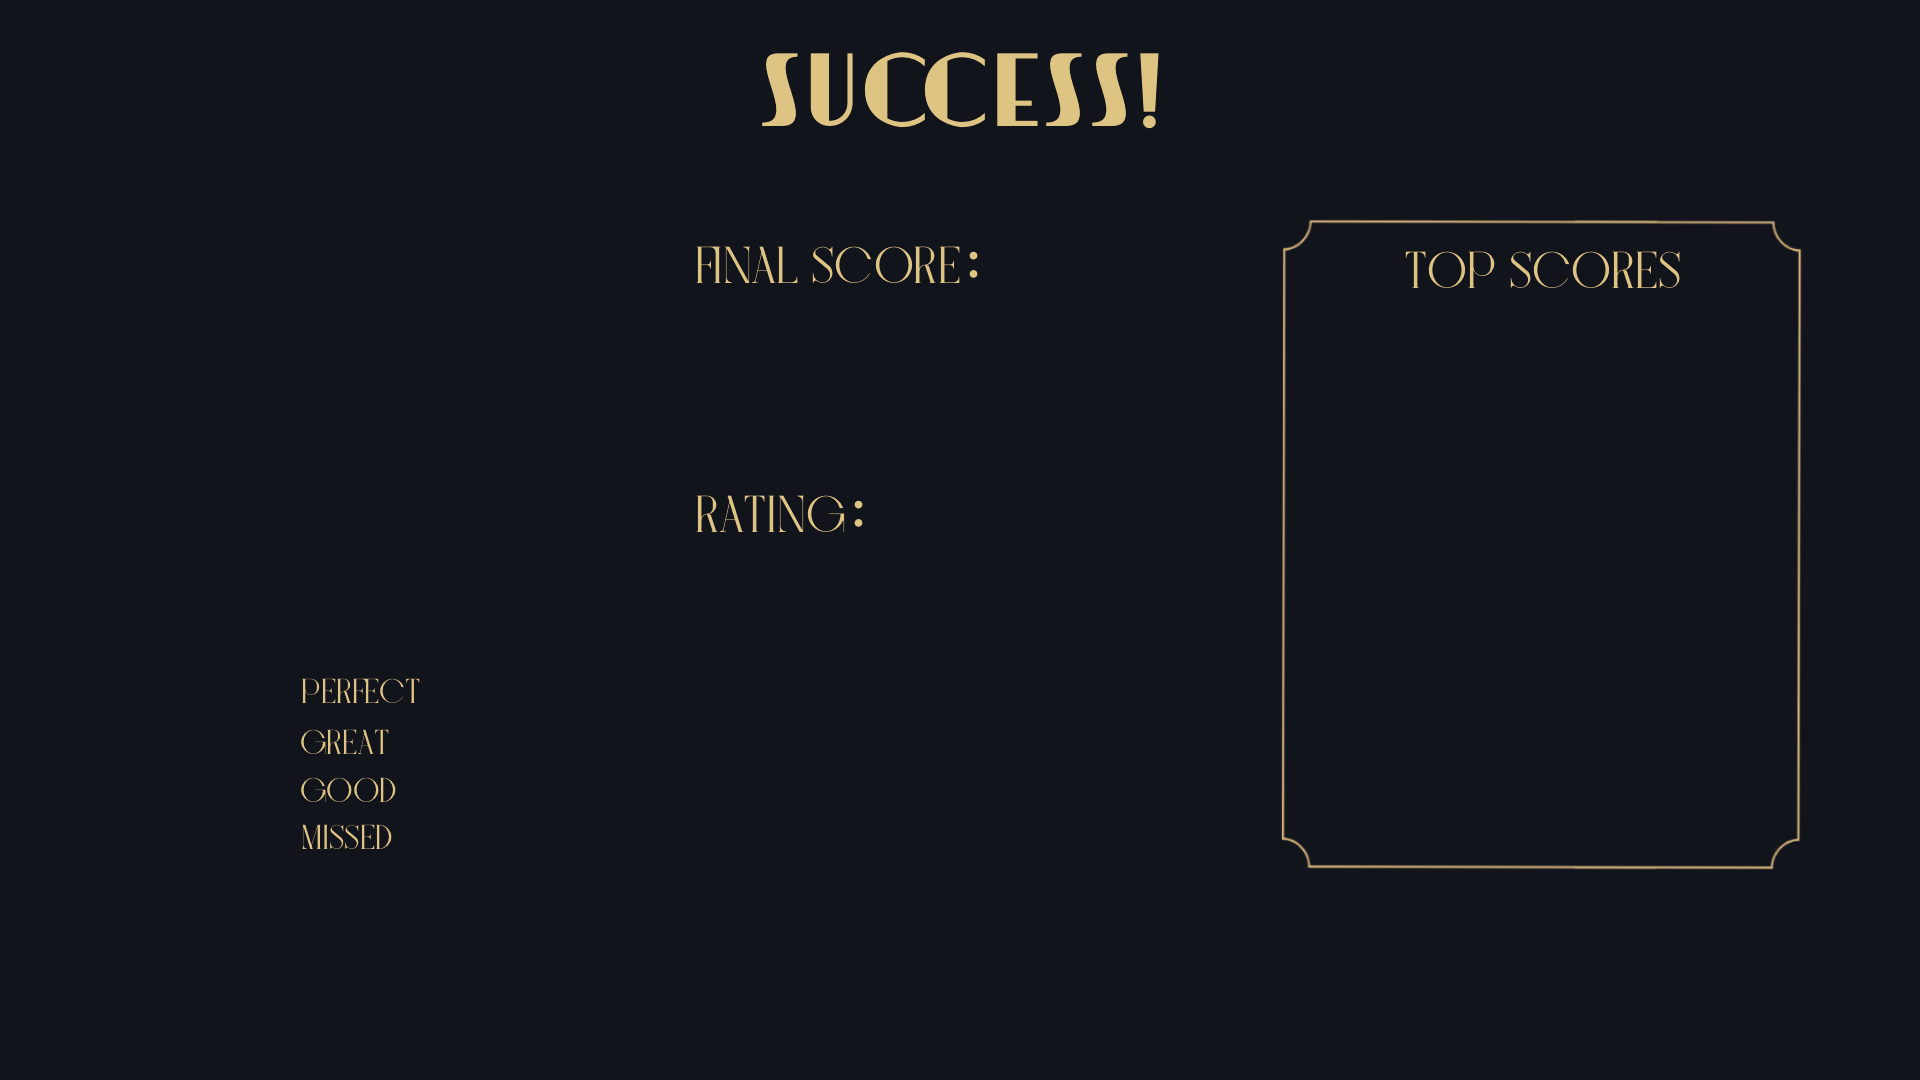 SUCCESS!
FINAL SCORE:
RATING:
PERFECT
GREAT
GOOD
MISSED
TOP SCORES